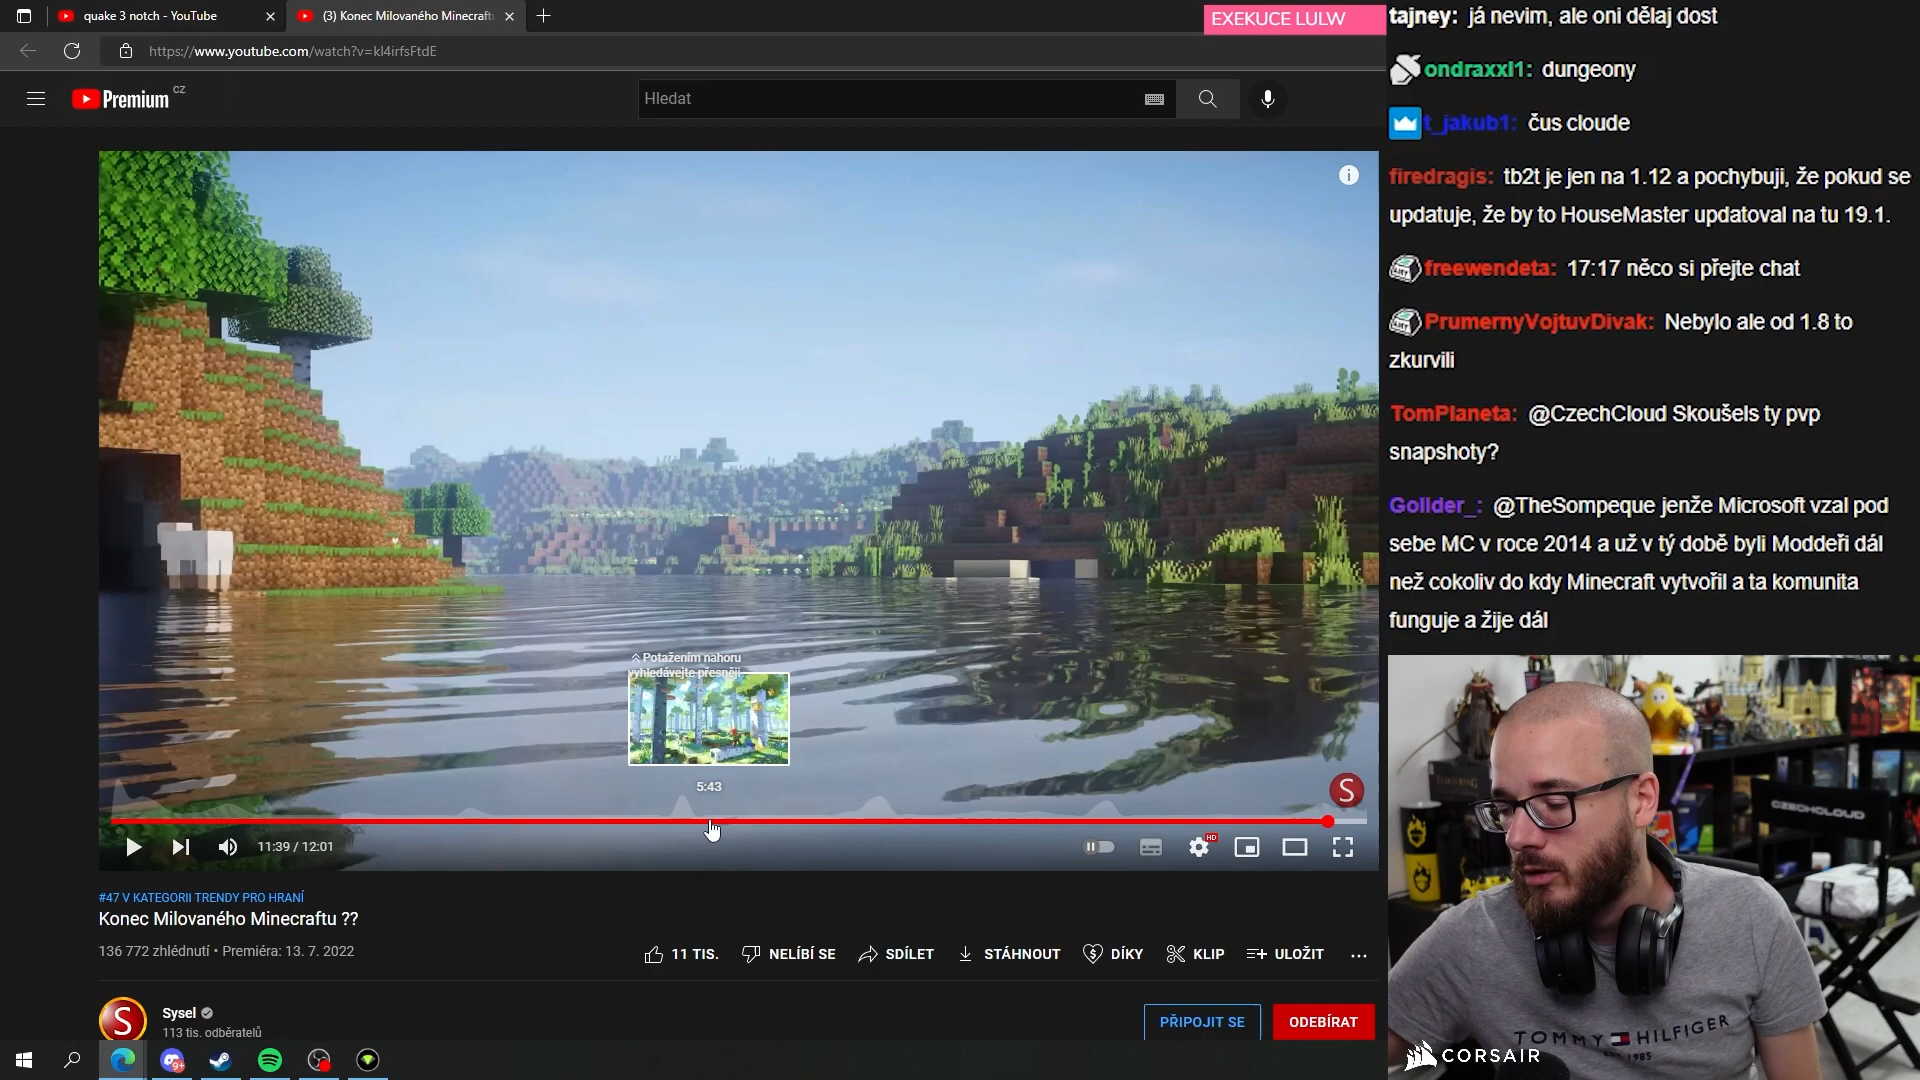 quake 3 notch - YouTube
(3) Konec Milovaného Minecraftu
EXEKUCE LULW
https://www.youtube.com/watch?v=kI4irfsFtdE
Premium CZ
Hledat
Potažením nahoru
vyhledávejte přesněji
5:43
S
11:39 / 12:01
HD
#47 V KATEGORII TRENDY PRO HRANÍ
Konec Milovaného Minecraftu ??
136 772 zhlédnutí • Premiéra: 13. 7. 2022
11 TIS.
NELÍBÍ SE
SDÍLET
STÁHNOUT
DÍKY
KLIP
ULOŽIT
S
Sysel
113 tis. odběratelů
PŘIPOJIT SE
ODEBÍRAT
9+
tajney: já nevim, ale oni dělaj dost
ondraxxl1: dungeony
t_jakub1: čus cloude
firedragis: tb2t je jen na 1.12 a pochybuji, že pokud se
updatuje, že by to HouseMaster updatoval na tu 19.1.
freewendeta: 17:17 něco si přejte chat
PrumernyVojtuvDivak: Nebylo ale od 1.8 to
zkurvili
TomPlaneta: @CzechCloud Skoušels ty pvp
snapshoty?
Gollder_: @TheSompeque jenže Microsoft vzal pod
sebe MC v roce 2014 a už v tý době byli Moddeři dál
než cokoliv do kdy Minecraft vytvořil a ta komunita
funguje a žije dál
CZECHCLOUD
TOMMY HILFIGER
EST. 1985
CORSAIR